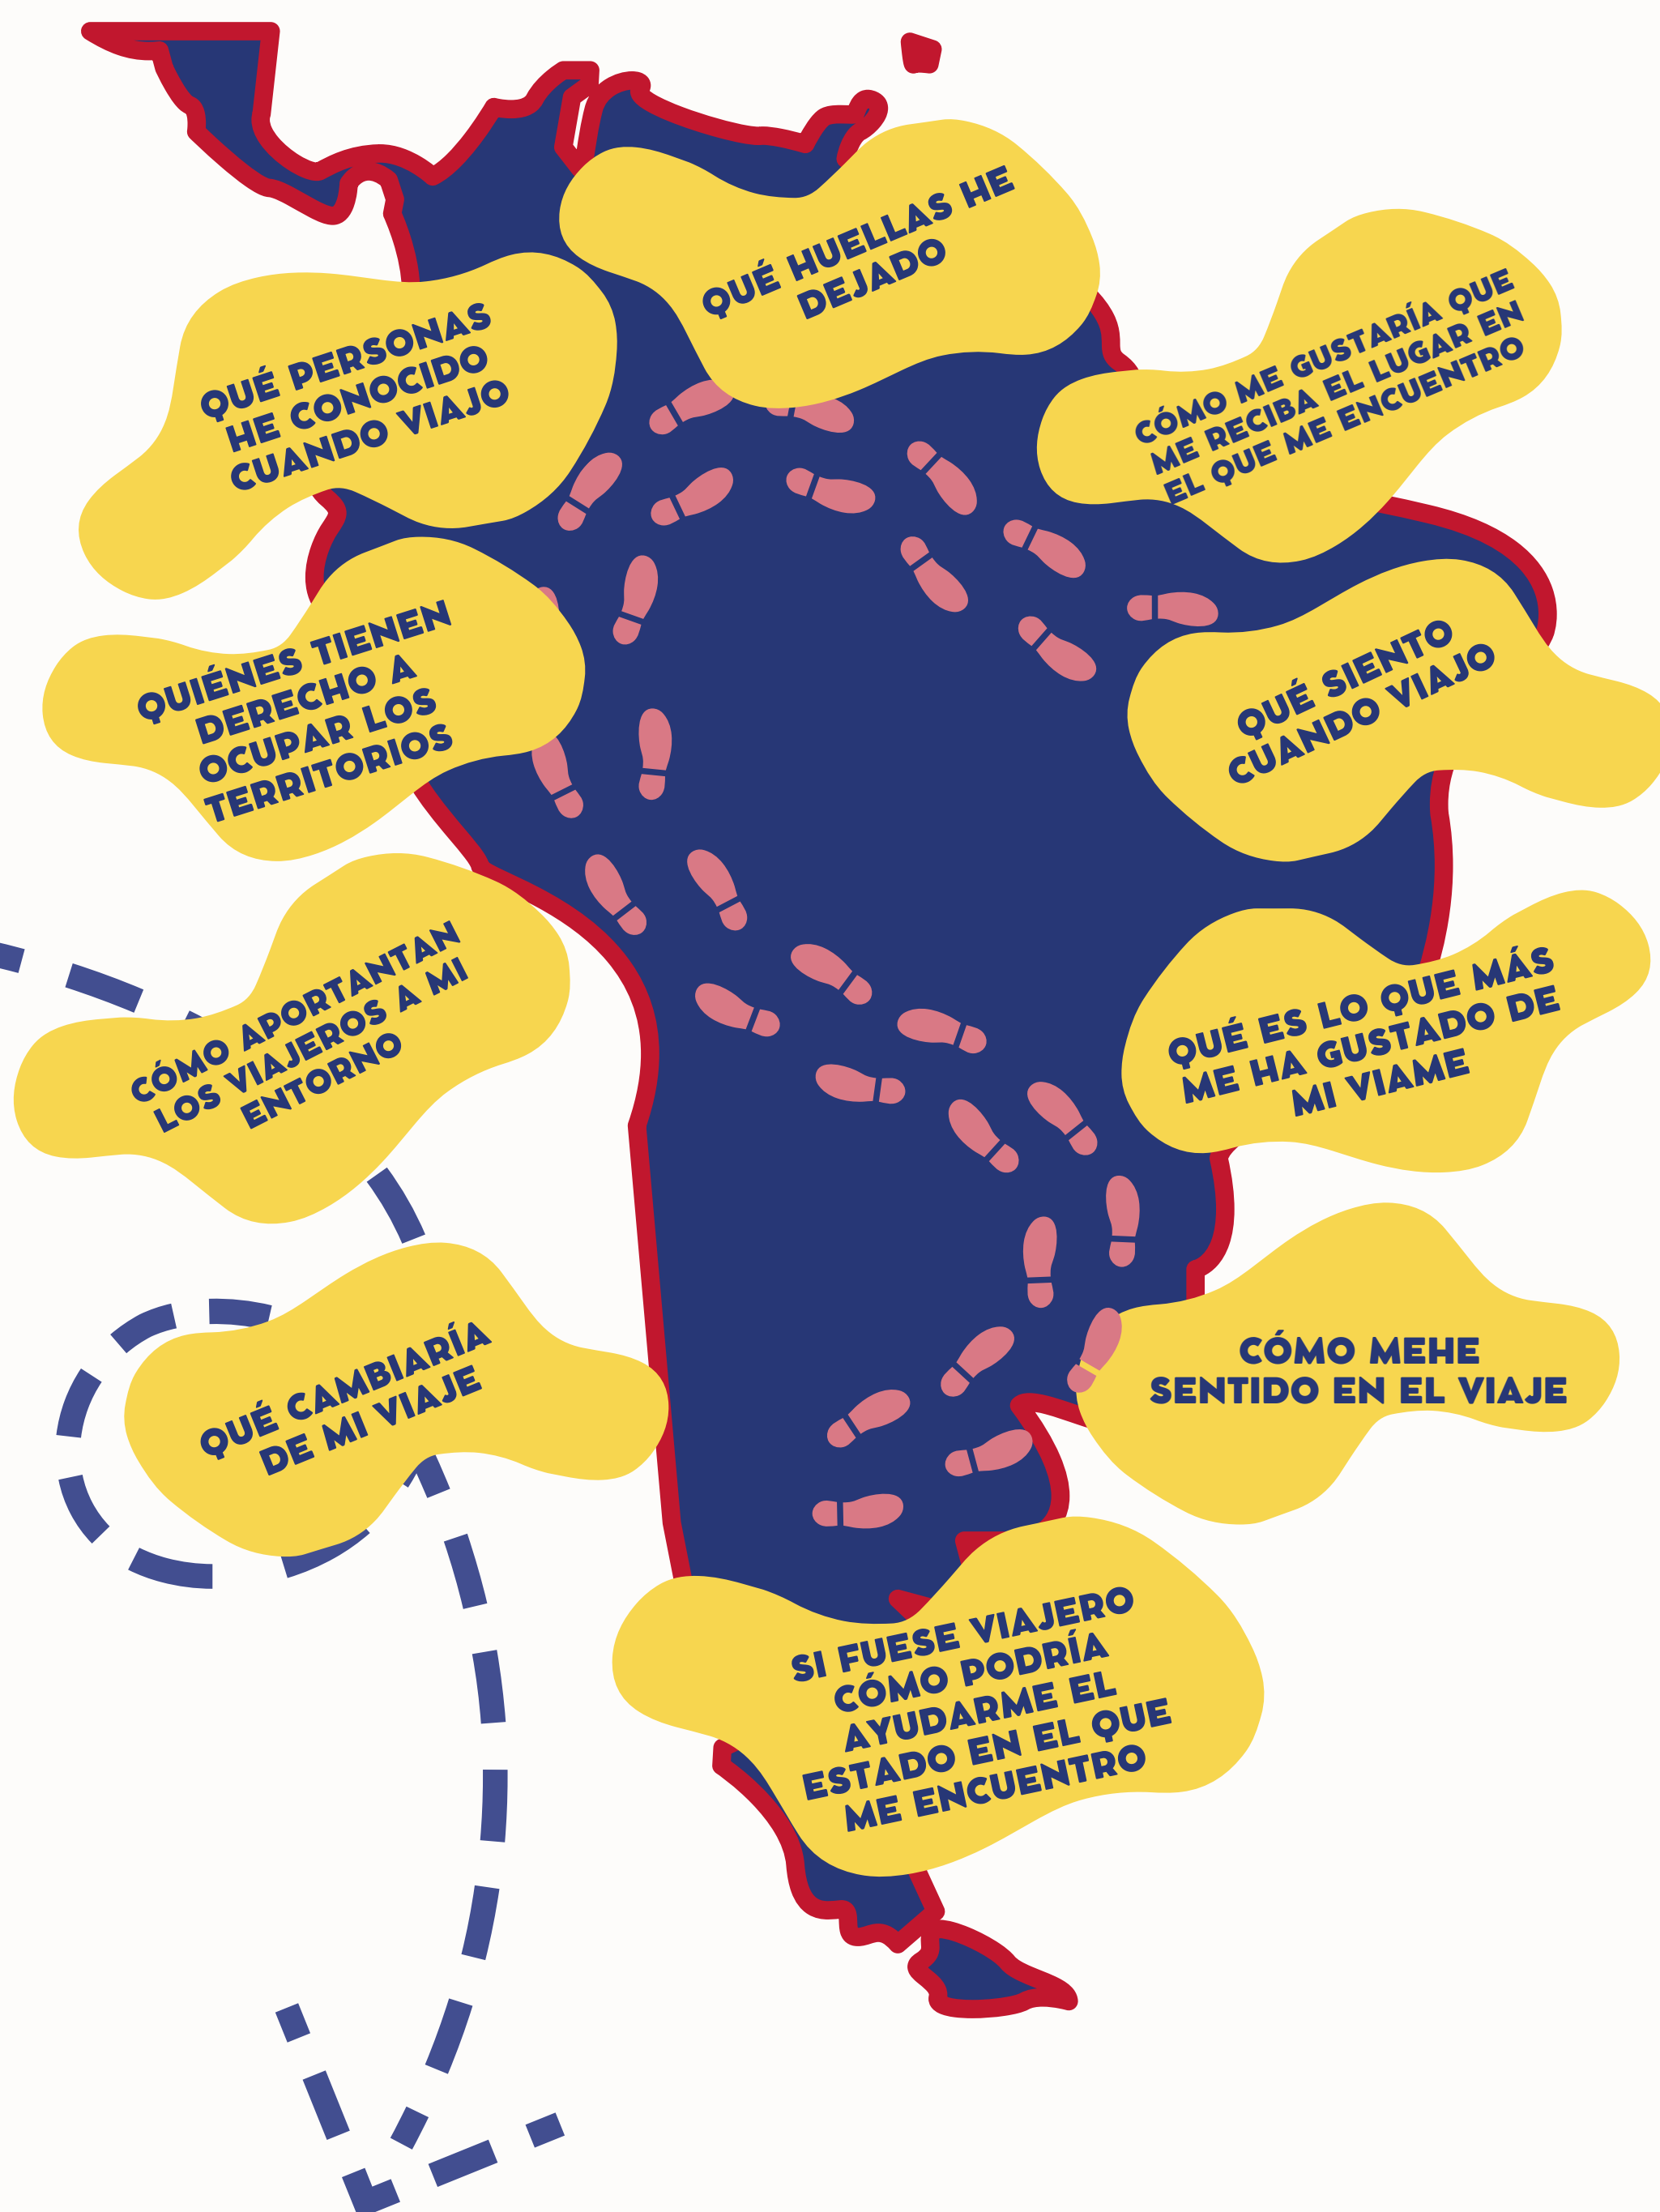 QUÉ HUELLAS HE
DEJADO
QUÉ PERSONAS
HE CONOCIDO
CUANDO VIAJO
CÓMO ME GUSTARÍA QUE
ME RECIBA EL LUGAR EN
EL QUE ME ENCUENTRO
QUIÉNES TIENEN
DERECHO A
OCUPAR LOS
TERRITORIOS
QUÉ SIENTO
CUANDO VIAJO
CÓMO APORTANTAN
LOS VIAJEROS A MI
ENTORNO
QUÉ ES LO QUE MÁS
ME HA GUSTADO DE
MI VIAME
QUÉ CAMBIARÍA
DE MI VIAJE
CÓMO MEHE
SENTIDO EN EL VIAJE
SI FUESE VIAJERO
CÓMO PODRÍA
AYUDARME EL
ESTADO EN EL QUE
ME ENCUENTRO